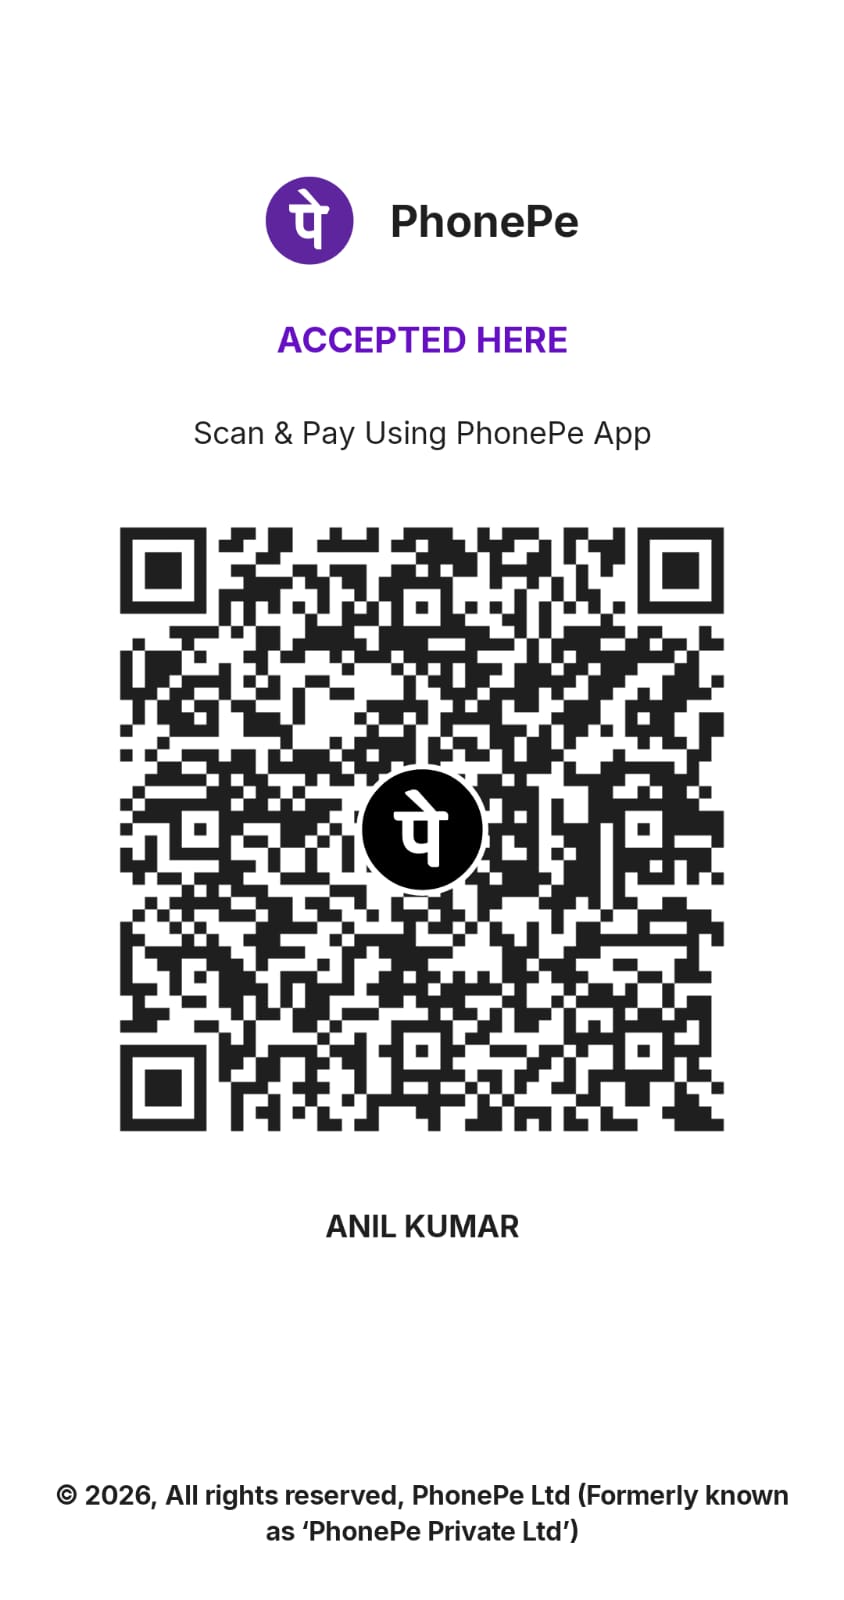 पे PhonePe
ACCEPTED HERE
Scan & Pay Using PhonePe App
पे
ANIL KUMAR
© 2026, All rights reserved, PhonePe Ltd (Formerly known
as ‘PhonePe Private Ltd’)